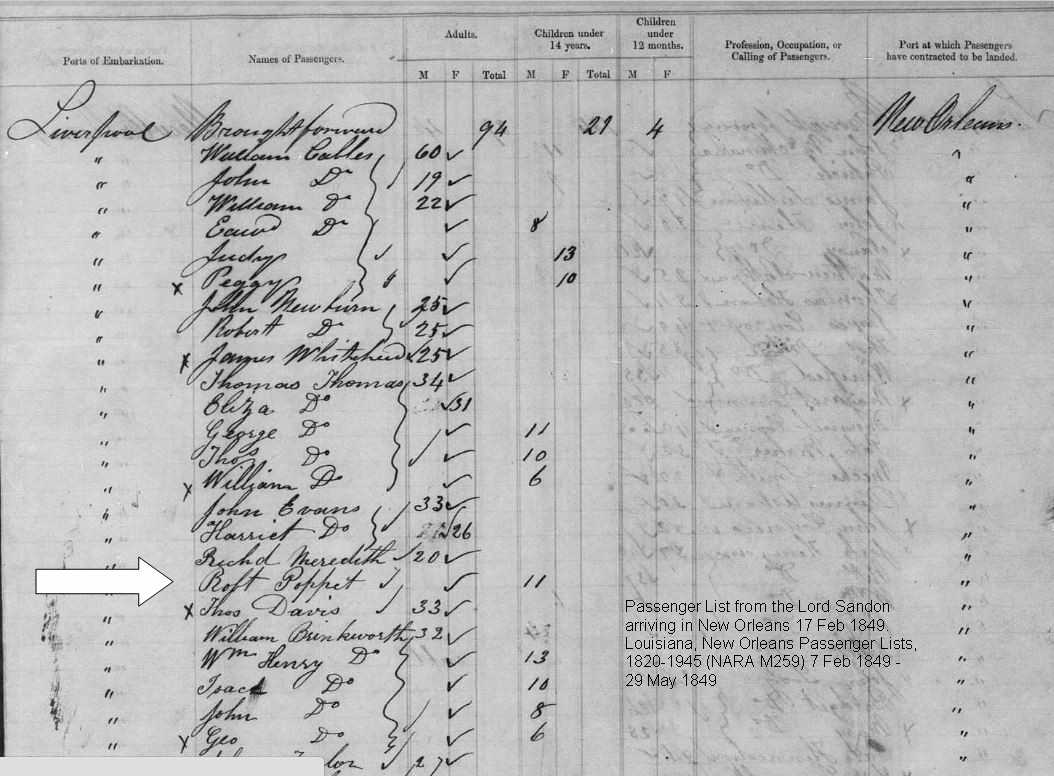 Ports of Embarkation. Names of Passengers. Adults. Children under 14 years. Children under 12 months. Profession, Occupation, or Calling of Passengers. Port at which Passengers have contracted to be landed.
M F Total M F Total M F
Liverpool Brought forward 94 29 4 New Orleans.
" William 60 ✓ "
" John Do 19 ✓ "
" William Do 22 ✓ "
" Do ✓ 8 "
" Judy ✓ 13 "
" x Peggy " ✓ 10 "
" John Newburn 25 ✓ "
" Robert Do 25 ✓ "
" x James Whitehead 25 ✓ "
" Thomas Thomas 34 ✓ "
" Eliza Do ✓ 31 "
" George Do ✓ 11 "
" Thos Do ✓ 10 "
" x William Do ✓ 6 "
" John Evans 33 ✓ "
" Harriet Do ✓ 26 "
" Richd Meredith ✓ 20 ✓ "
Robt Poppet ✓ ✓ 11 "
" x Thos Davis ✓ 33 ✓ "
" William Brinkworth 32 ✓ "
" Wm Henry Do ✓ 13 "
" Isaac Do ✓ 10 "
" John Do ✓ 8 "
" x Geo Do ✓ 6 "
27 ✓ "
Passenger List from the Lord Sandon
arriving in New Orleans 17 Feb 1849.
Louisiana, New Orleans Passenger Lists,
1820-1945 (NARA M259) 7 Feb 1849 -
29 May 1849